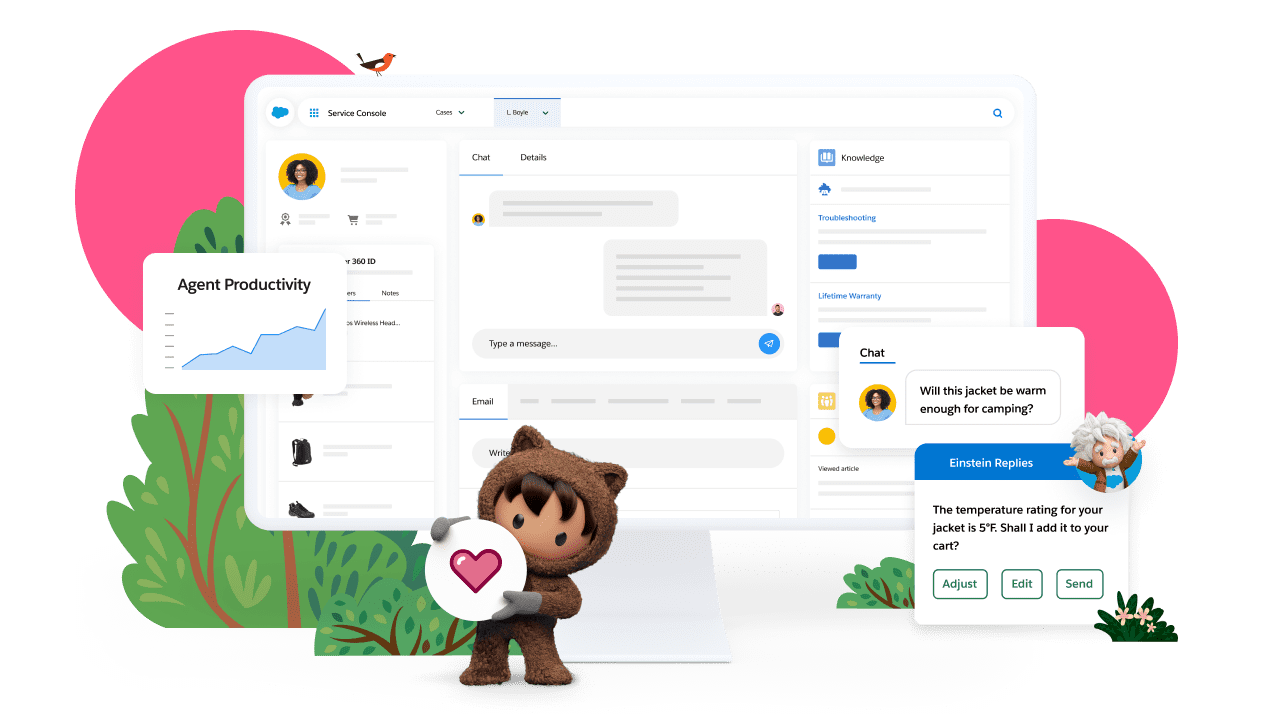 Service Console
Cases
L. Boyle
Chat
Details
Knowledge
Troubleshooting
Lifetime Warranty
Agent Productivity
360 ID
Notes
Wireless Head...
Type a message...
Email
Write
Viewed article
Chat
Will this jacket be warm
enough for camping?
Einstein Replies
The temperature rating for your
jacket is 5°F. Shall I add it to your
cart?
Adjust
Edit
Send